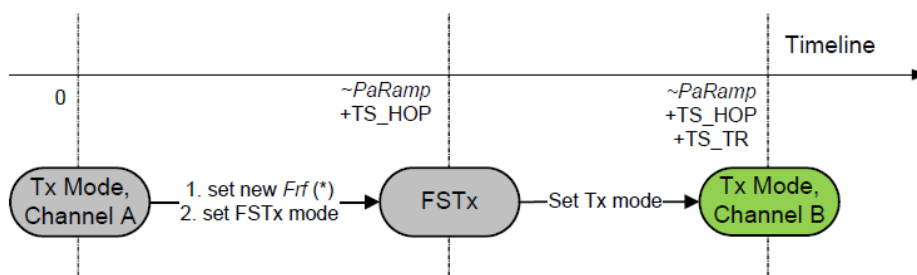 Timeline
0
~PaRamp
+TS_HOP
~PaRamp
+TS_HOP
+TS_TR
Tx Mode,
Channel A
1. set new Frf (*)
2. set FSTx mode
FSTx
Set Tx mode
Tx Mode,
Channel B